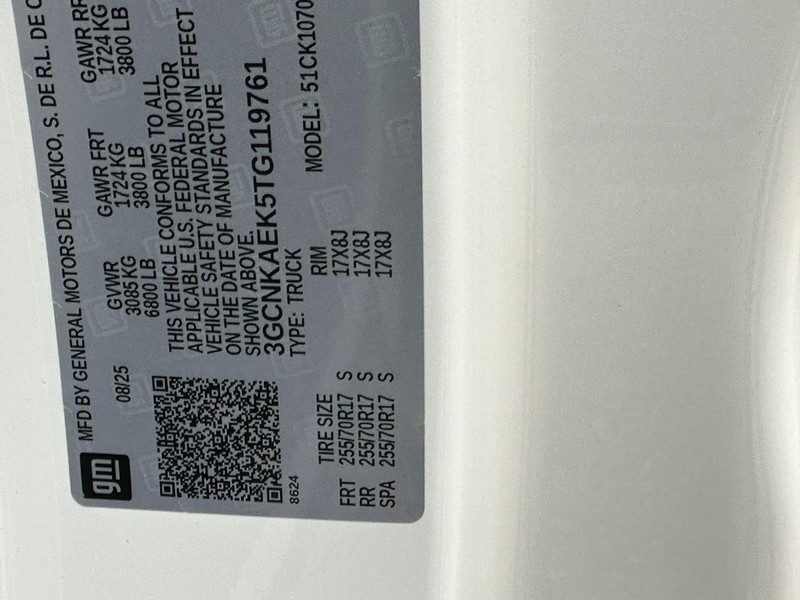 MFD BY GENERAL MOTORS DE MEXICO, S. DE R.L. DE C
gm
08/25
GVWR GAWR FRT GAWR RR
3085 KG 1724 KG 1724 KG
6800 LB 3800 LB 3800 LB
THIS VEHICLE CONFORMS TO ALL
APPLICABLE U.S. FEDERAL MOTOR
VEHICLE SAFETY STANDARDS IN EFFECT
ON THE DATE OF MANUFACTURE
SHOWN ABOVE.
3GCNKAEK5TG119761
TYPE: TRUCK MODEL: 51CK1070
8624
TIRE SIZE RIM
FRT 255/70R17 S 17X8J
RR 255/70R17 S 17X8J
SPA 255/70R17 S 17X8J